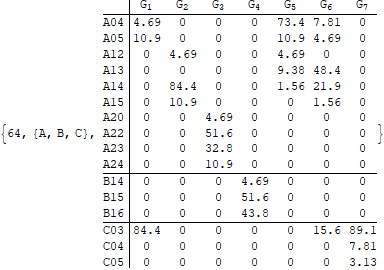 G₁ G₂ G₃ G₄ G₅ G₆ G₇
A04 4.69 0 0 0 73.4 7.81 0
A05 10.9 0 0 0 10.9 4.69 0
A12 0 4.69 0 0 4.69 0 0
A13 0 0 0 0 9.38 48.4 0
A14 0 84.4 0 0 1.56 21.9 0
A15 0 10.9 0 0 0 1.56 0
A20 0 0 4.69 0 0 0 0
{64, {A, B, C}, A22 0 0 51.6 0 0 0 0 }
A23 0 0 32.8 0 0 0 0
A24 0 0 10.9 0 0 0 0
B14 0 0 0 4.69 0 0 0
B15 0 0 0 51.6 0 0 0
B16 0 0 0 43.8 0 0 0
C03 84.4 0 0 0 0 15.6 89.1
C04 0 0 0 0 0 0 7.81
C05 0 0 0 0 0 0 3.13